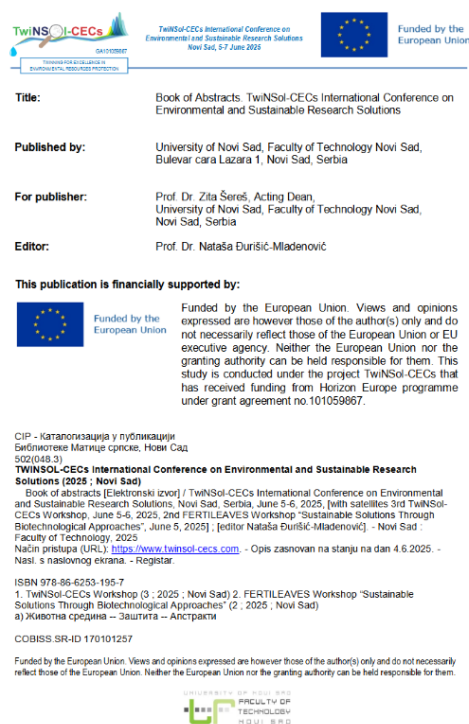 TwiNSOL-CECs
GA101059867
TWINNING FOR EXCELLENCE IN
ENVIRONMENTAL RESOURCES PROTECTION
TwiNSol-CECs International Conference on
Environmental and Sustainable Research Solutions
Novi Sad, 5-7 June 2025
Funded by the
European Union
Title: Book of Abstracts. TwiNSol-CECs International Conference on
Environmental and Sustainable Research Solutions
Published by: University of Novi Sad, Faculty of Technology Novi Sad,
Bulevar cara Lazara 1, Novi Sad, Serbia
For publisher: Prof. Dr. Zita Šereš, Acting Dean,
University of Novi Sad, Faculty of Technology Novi Sad,
Novi Sad, Serbia
Editor: Prof. Dr. Nataša Đurišić-Mladenović
This publication is financially supported by:
Funded by the
European Union
Funded by the European Union. Views and opinions
expressed are however those of the author(s) only and do
not necessarily reflect those of the European Union or EU
executive agency. Neither the European Union nor the
granting authority can be held responsible for them. This
study is conducted under the project TwiNSol-CECs that
has received funding from Horizon Europe programme
under grant agreement no.101059867.
CIP - Каталогизација у публикацији
Библиотеке Матице српске, Нови Сад
502(048.3)
TWINSOL-CECs International Conference on Environmental and Sustainable Research
Solutions (2025 ; Novi Sad)
Book of abstracts [Elektronski izvor] / TwiNSol-CECs International Conference on Environmental
and Sustainable Research Solutions, Novi Sad, Serbia, June 5-6, 2025, [with satellites 3rd TwiNSol-
CECs Workshop, June 5-6, 2025, 2nd FERTILEAVES Workshop “Sustainable Solutions Through
Biotechnological Approaches”, June 5, 2025] ; [editor Nataša Đurišić-Mladenović]. - Novi Sad :
Faculty of Technology, 2025
Način pristupa (URL): https://www.twinsol-cecs.com. - Opis zasnovan na stanju na dan 4.6.2025. -
Nasl. s naslovnog ekrana. - Registar.
ISBN 978-86-6253-195-7
1. TwiNSol-CECs Workshop (3 ; 2025 ; Novi Sad) 2. FERTILEAVES Workshop “Sustainable
Solutions Through Biotechnological Approaches” (2 ; 2025 ; Novi Sad)
а) Животна средина -- Заштита -- Апстракти
COBISS.SR-ID 170101257
Funded by the European Union. Views and opinions expressed are however those of the author(s) only and do not necessarily
reflect those of the European Union. Neither the European Union nor the granting authority can be held responsible for them.
UNIVERSITY OF NOVI SAD
FACULTY OF
TECHNOLOGY
NOVI SAD